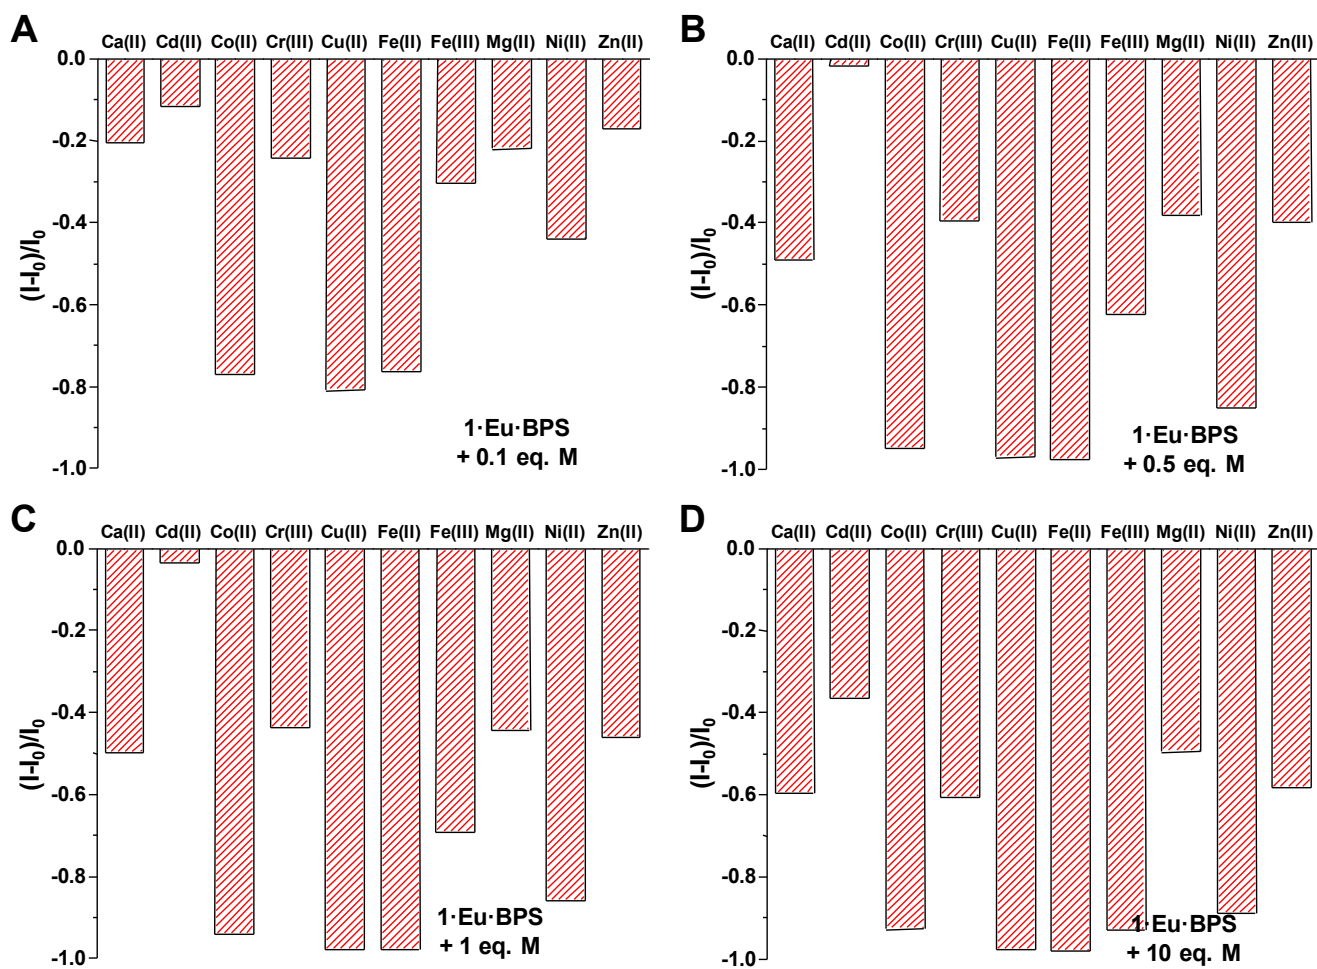 A
Ca(II) Cd(II) Co(II) Cr(III) Cu(II) Fe(II) Fe(III) Mg(II) Ni(II) Zn(II)
0.0
-0.2
-0.4
-0.6
-0.8
-1.0
(I-I₀)/I₀
1·Eu·BPS
+ 0.1 eq. M
B
Ca(II) Cd(II) Co(II) Cr(III) Cu(II) Fe(II) Fe(III) Mg(II) Ni(II) Zn(II)
0.0
-0.2
-0.4
-0.6
-0.8
-1.0
(I-I₀)/I₀
1·Eu·BPS
+ 0.5 eq. M
C
Ca(II) Cd(II) Co(II) Cr(III) Cu(II) Fe(II) Fe(III) Mg(II) Ni(II) Zn(II)
0.0
-0.2
-0.4
-0.6
-0.8
-1.0
(I-I₀)/I₀
1·Eu·BPS
+ 1 eq. M
D
Ca(II) Cd(II) Co(II) Cr(III) Cu(II) Fe(II) Fe(III) Mg(II) Ni(II) Zn(II)
0.0
-0.2
-0.4
-0.6
-0.8
-1.0
(I-I₀)/I₀
1·Eu·BPS
+ 10 eq. M